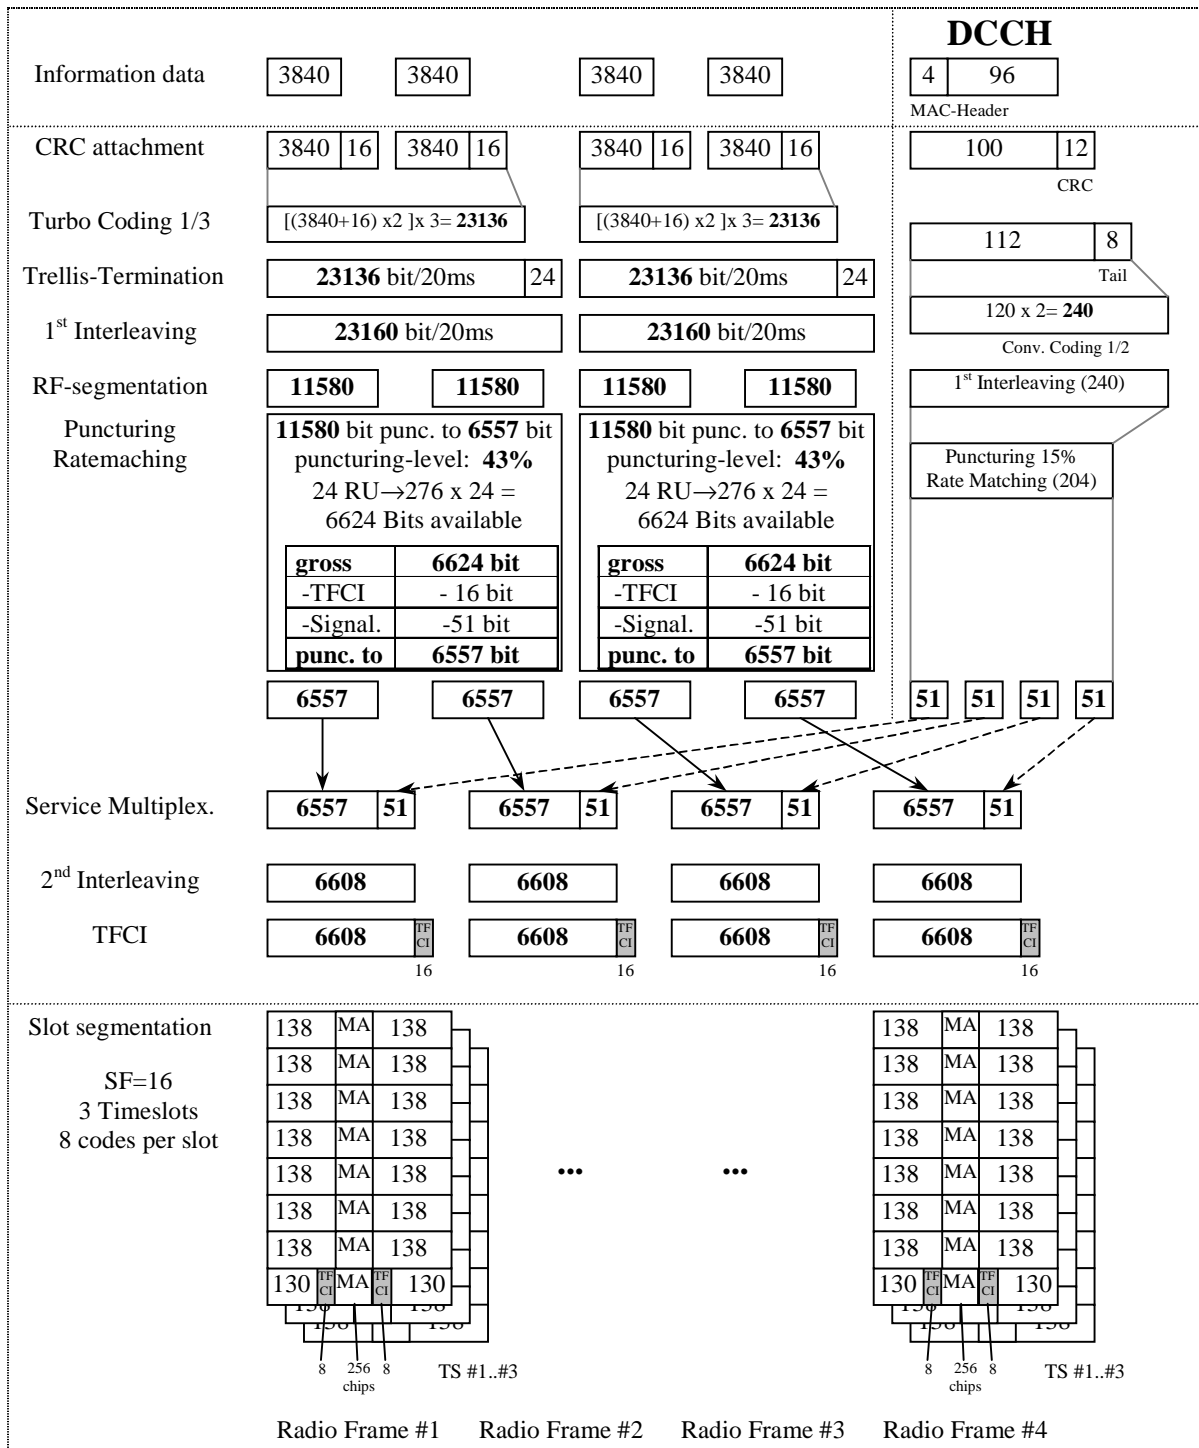 DCCH
Information data 3840 3840 3840 3840 4 96
MAC-Header
CRC attachment 3840 16 3840 16 3840 16 3840 16 100 12
CRC
Turbo Coding 1/3 [(3840+16) x2 ]x 3= 23136 [(3840+16) x2 ]x 3= 23136
112 8
Tail
Trellis-Termination 23136 bit/20ms 24 23136 bit/20ms 24
120 x 2= 240
Conv. Coding 1/2
1st Interleaving 23160 bit/20ms 23160 bit/20ms
RF-segmentation 11580 11580 11580 11580 1st Interleaving (240)
Puncturing 11580 bit punc. to 6557 bit 11580 bit punc. to 6557 bit
Ratemaching puncturing-level: 43% puncturing-level: 43% Puncturing 15%
Rate Matching (204)
24 RU→276 x 24 = 24 RU→276 x 24 =
6624 Bits available 6624 Bits available
gross 6624 bit gross 6624 bit
-TFCI - 16 bit -TFCI - 16 bit
-Signal. -51 bit -Signal. -51 bit
punc. to 6557 bit punc. to 6557 bit
6557 6557 6557 6557 51 51 51 51
Service Multiplex. 6557 51 6557 51 6557 51 6557 51
2nd Interleaving 6608 6608 6608 6608
TFCI 6608 TF CI 6608 TF CI 6608 TF CI 6608 TF CI
16 16 16 16
Slot segmentation 138 MA 138 138 MA 138
138 MA 138 138 MA 138
SF=16
3 Timeslots 138 MA 138 138 MA 138
8 codes per slot 138 MA 138 138 MA 138
138 MA 138 ... ... 138 MA 138
138 MA 138 138 MA 138
138 MA 138 138 MA 138
130 TF CI MA TF CI 130 130 TF CI MA TF CI 130
138 138 138 138
138 138 138 138
8 256 8 TS #1..#3 8 256 8 TS #1..#3
chips chips
Radio Frame #1 Radio Frame #2 Radio Frame #3 Radio Frame #4